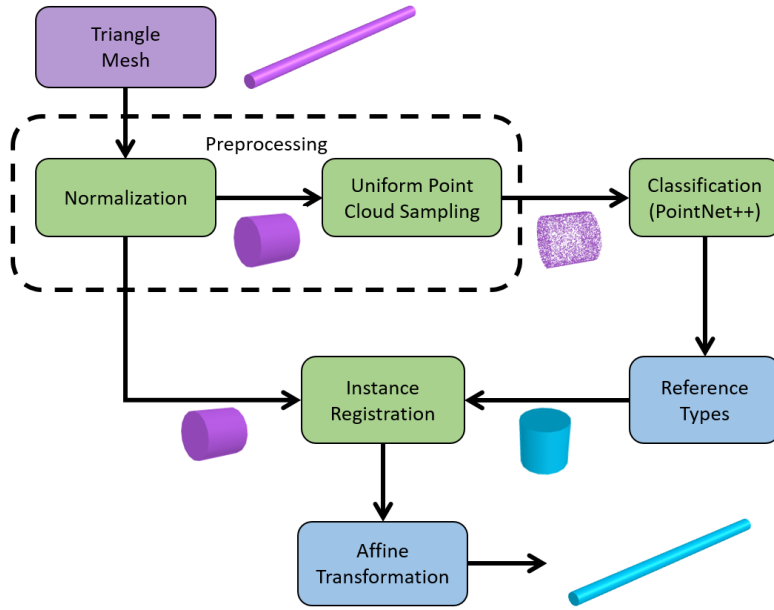 Triangle
Mesh
Preprocessing
Normalization
Uniform Point
Cloud Sampling
Classification
(PointNet++)
Instance
Registration
Reference
Types
Affine
Transformation